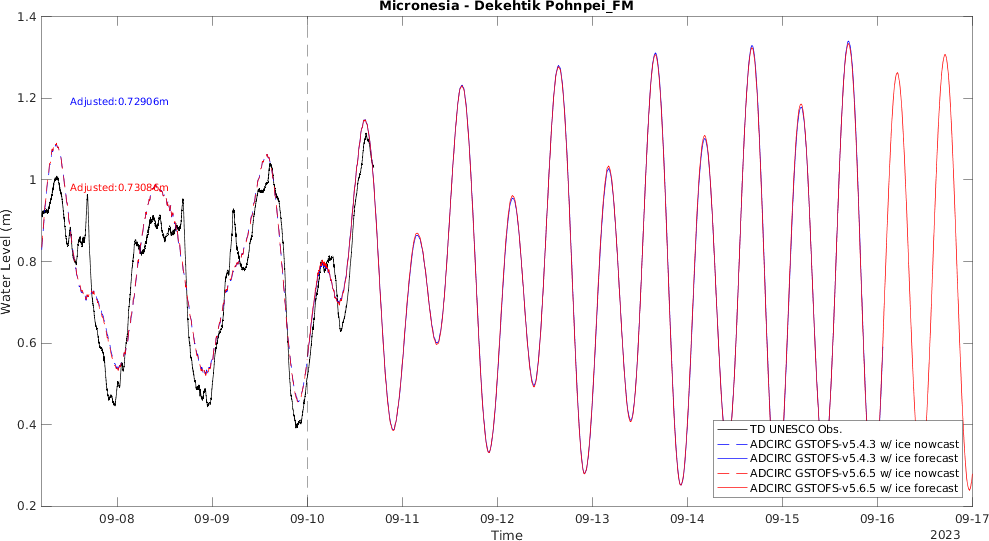 Micronesia - Dekehtik Pohnpei_FM
1.4
1.2
1
0.8
0.6
0.4
0.2
Water Level (m)
Adjusted:0.72906m
Adjusted:0.73086m
TD UNESCO Obs.
ADCIRC GSTOFS-v5.4.3 w/ ice nowcast
ADCIRC GSTOFS-v5.4.3 w/ ice forecast
ADCIRC GSTOFS-v5.6.5 w/ ice nowcast
ADCIRC GSTOFS-v5.6.5 w/ ice forecast
09-08 09-09 09-10 09-11 09-12 09-13 09-14 09-15 09-16 09-17
Time
2023